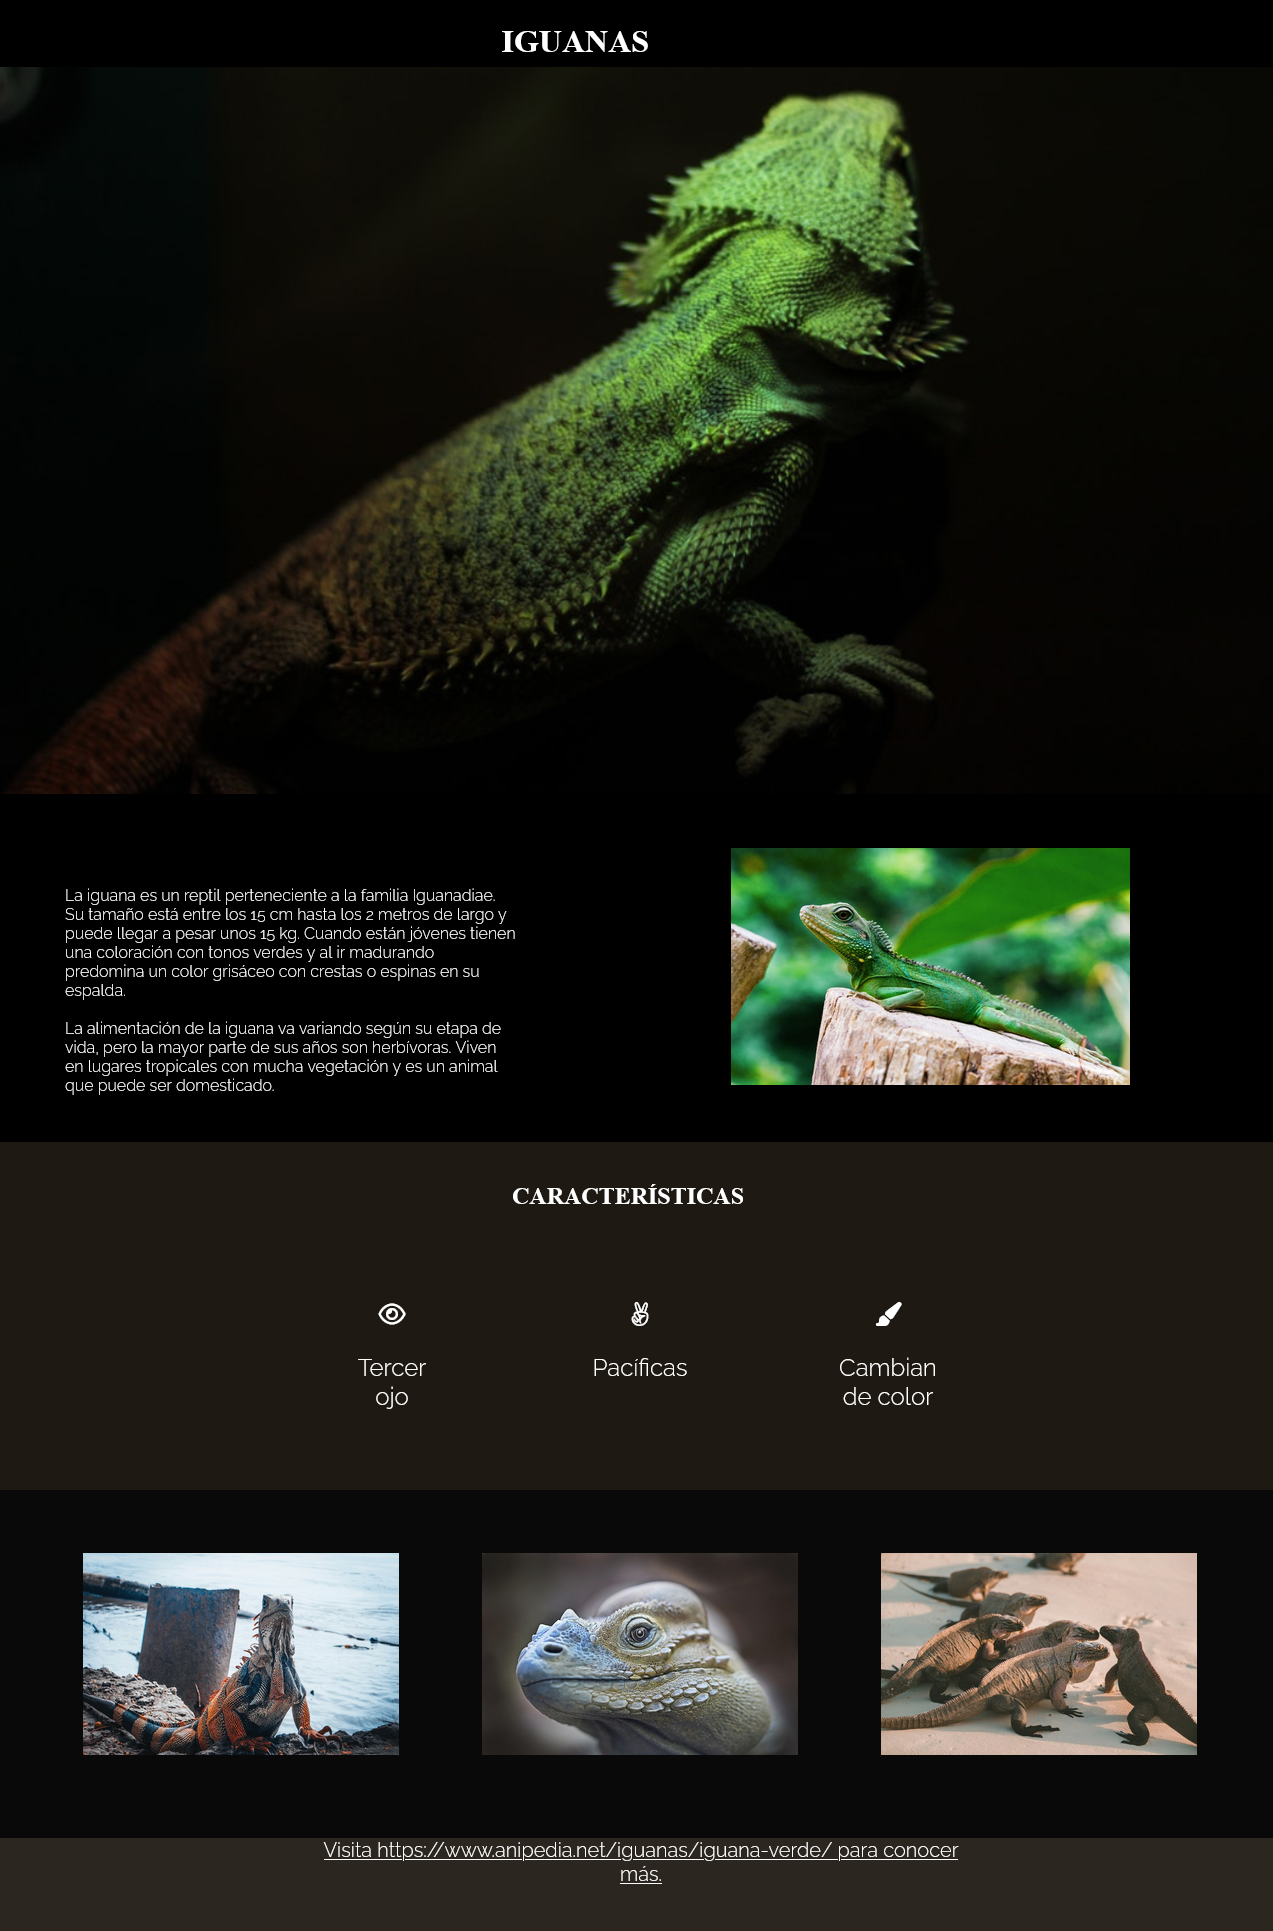 IGUANAS
La iguana es un reptil perteneciente a la familia Iguanadiae.
Su tamaño está entre los 15 cm hasta los 2 metros de largo y
puede llegar a pesar unos 15 kg. Cuando están jóvenes tienen
una coloración con tonos verdes y al ir madurando
predomina un color grisáceo con crestas o espinas en su
espalda.
La alimentación de la iguana va variando según su etapa de
vida, pero la mayor parte de sus años son herbívoras. Viven
en lugares tropicales con mucha vegetación y es un animal
que puede ser domesticado.
CARACTERÍSTICAS
Tercer
ojo
Pacíficas
Cambian
de color
Visita https://www.anipedia.net/iguanas/iguana-verde/ para conocer
más.